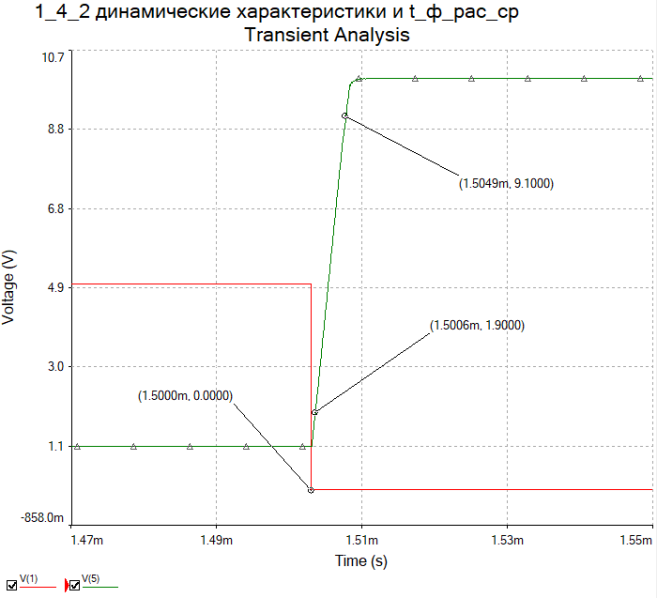 1_4_2 динамические характеристики и t_ф_рас_ср
Transient Analysis
10.7
8.8
6.8
4.9
3.0
1.1
-858.0m
Voltage (V)
(1.5049m, 9.1000)
(1.5006m, 1.9000)
(1.5000m, 0.0000)
1.47m 1.49m 1.51m 1.53m 1.55m
Time (s)
V(1) V(5)